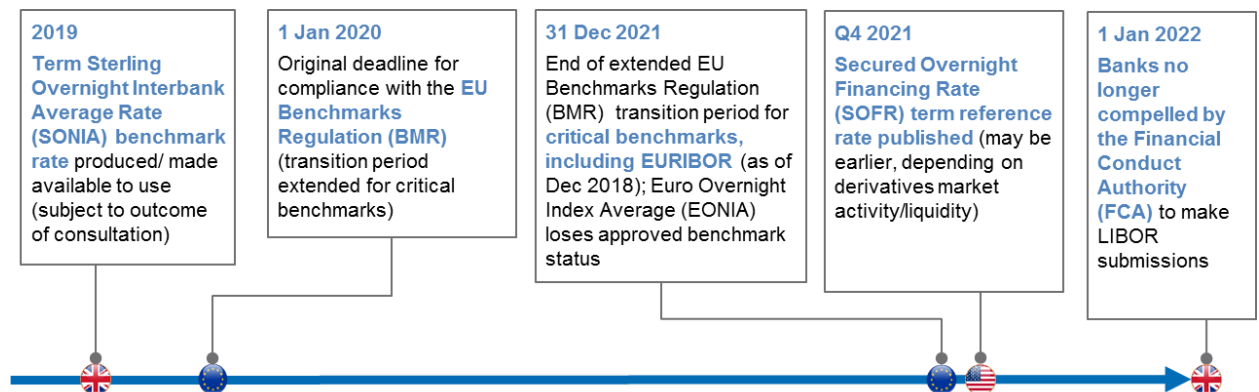 2019
Term Sterling
Overnight Interbank
Average Rate
(SONIA) benchmark
rate produced/ made
available to use
(subject to outcome
of consultation)
1 Jan 2020
Original deadline for
compliance with the EU
Benchmarks
Regulation (BMR)
(transition period
extended for critical
benchmarks)
31 Dec 2021
End of extended EU
Benchmarks Regulation
(BMR) transition period for
critical benchmarks,
including EURIBOR (as of
Dec 2018); Euro Overnight
Index Average (EONIA)
loses approved benchmark
status
Q4 2021
Secured Overnight
Financing Rate
(SOFR) term reference
rate published (may be
earlier, depending on
derivatives market
activity/liquidity)
1 Jan 2022
Banks no
longer
compelled by
the Financial
Conduct
Authority
(FCA) to make
LIBOR
submissions